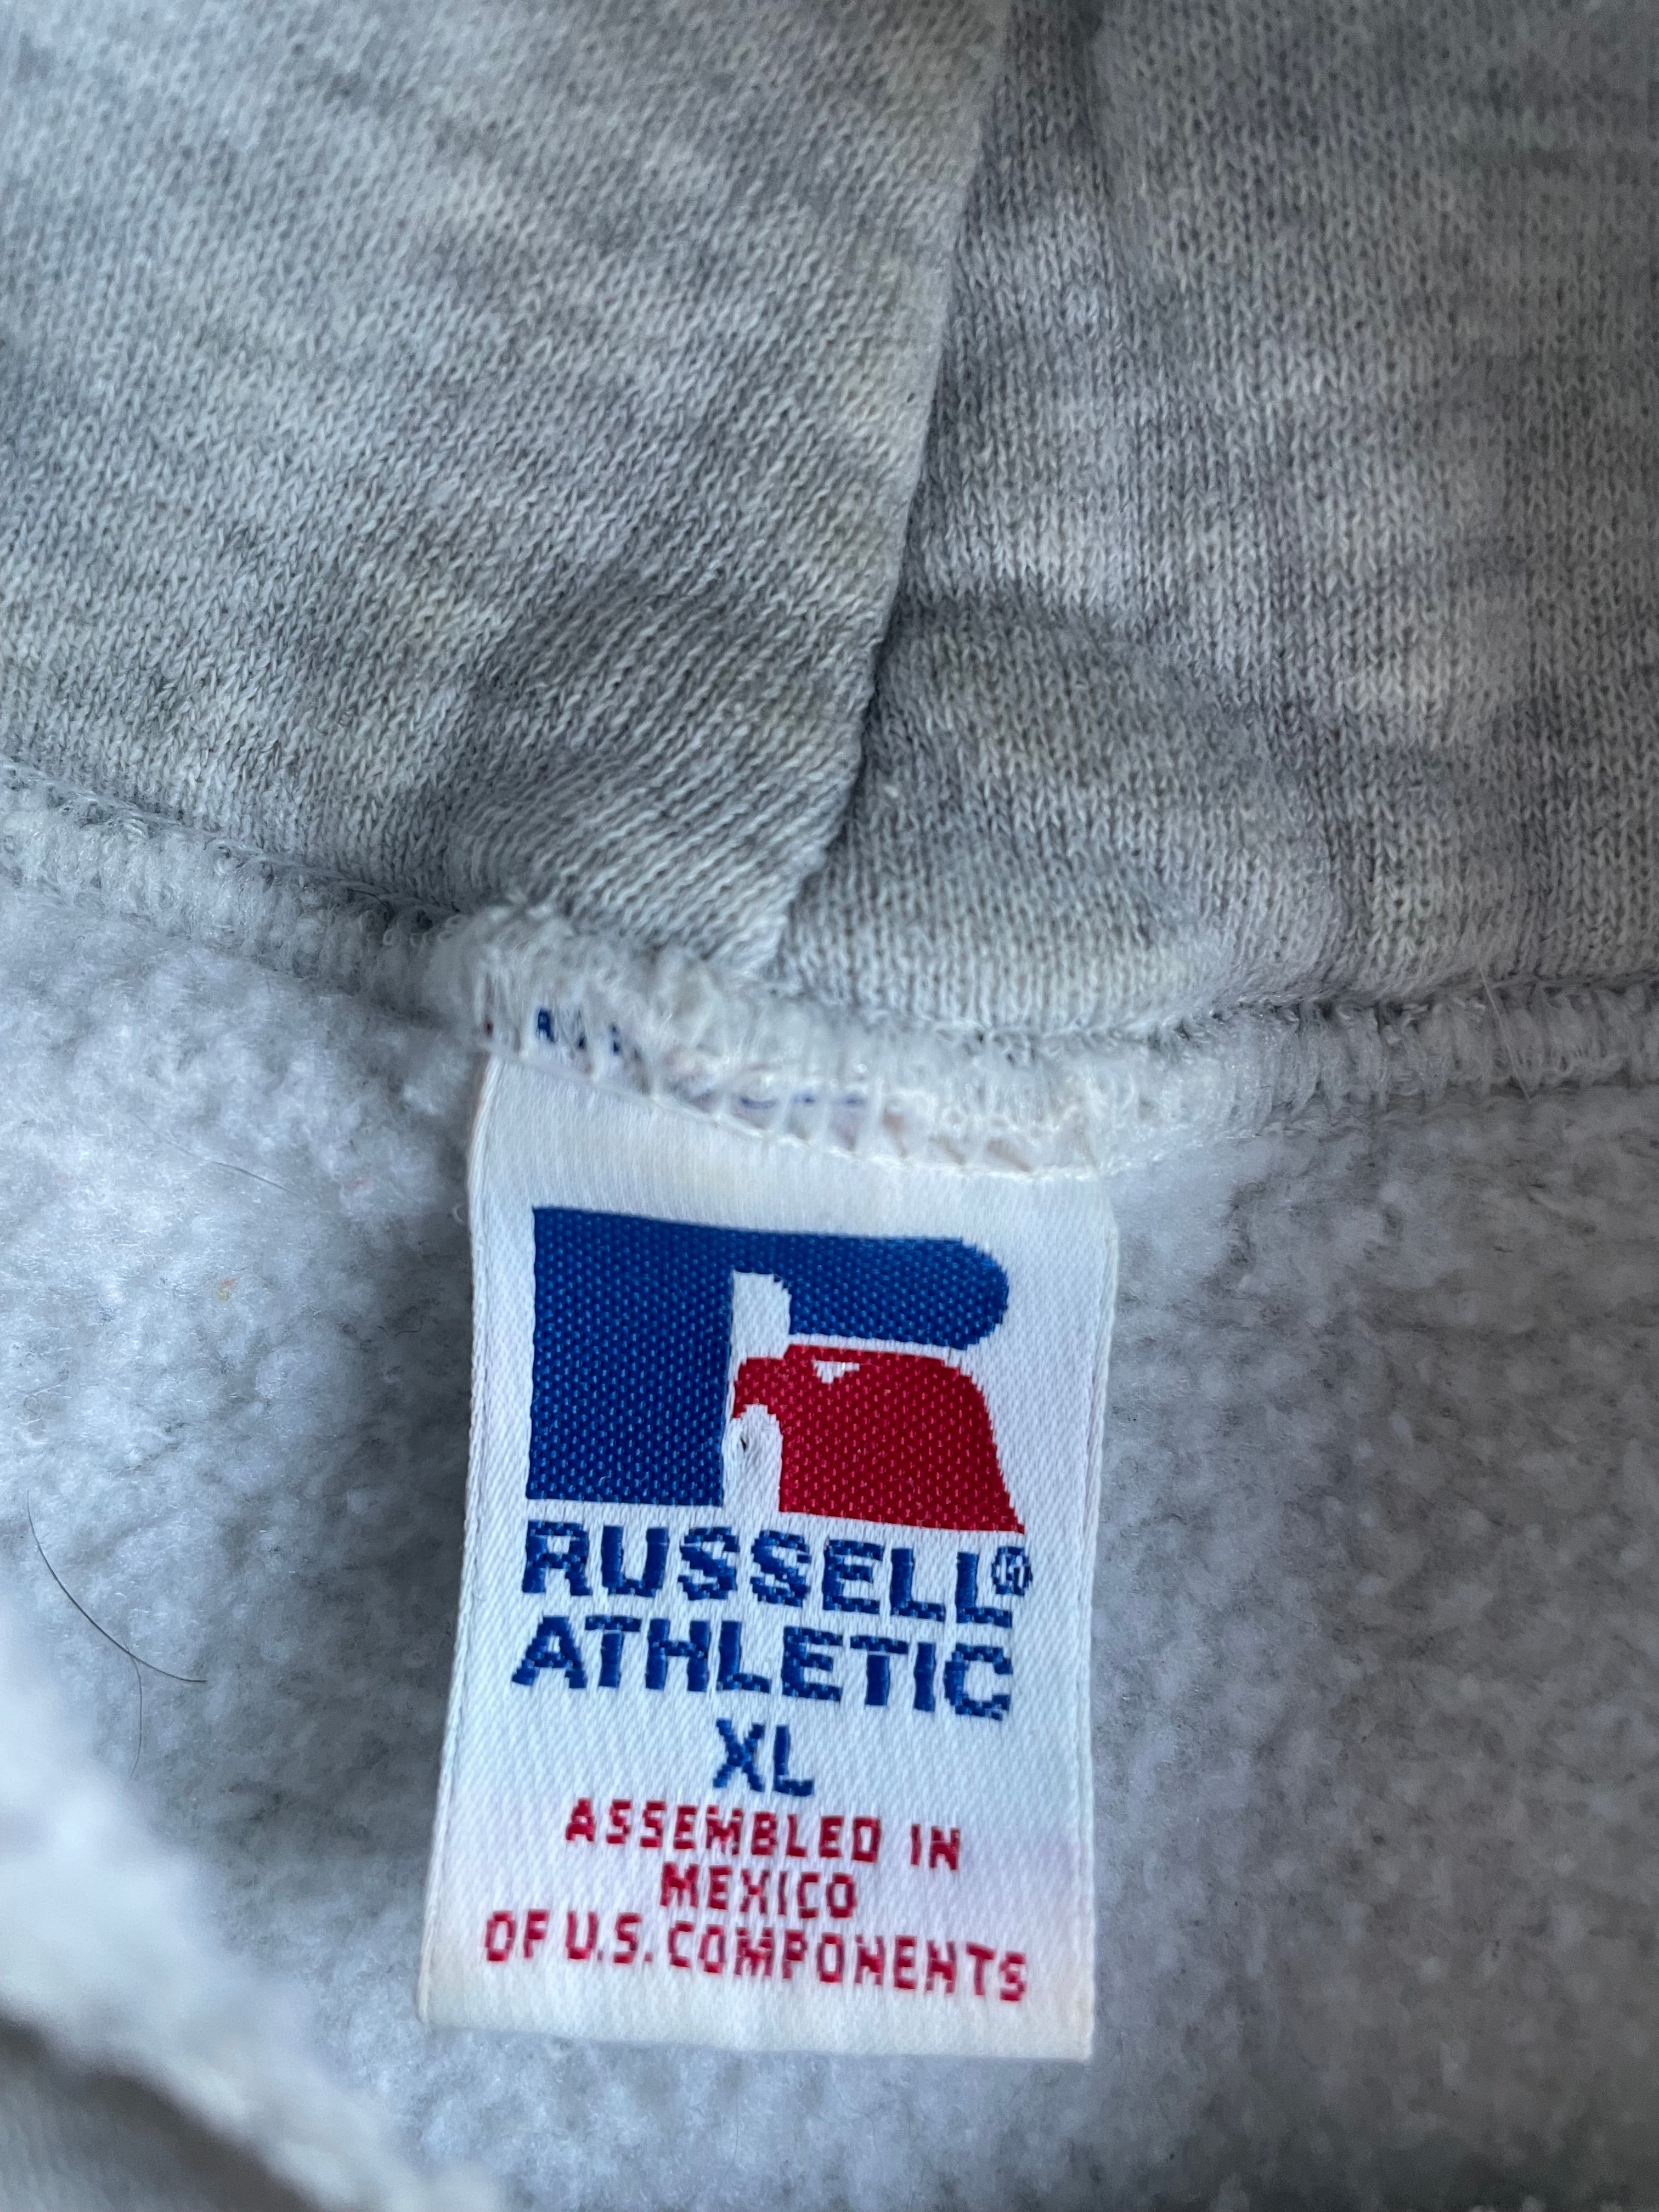 RUSSELL®
ATHLETIC
XL
ASSEMBLED IN
MEXICO
OF U.S. COMPONENTS